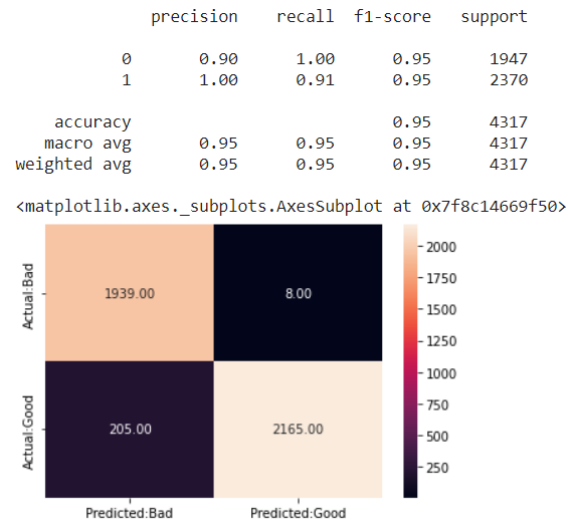 precision recall f1-score support
0 0.90 1.00 0.95 1947
1 1.00 0.91 0.95 2370
accuracy 0.95 4317
macro avg 0.95 0.95 0.95 4317
weighted avg 0.95 0.95 0.95 4317
<matplotlib.axes._subplots.AxesSubplot at 0x7f8c14669f50>
Actual:Bad
1939.00 8.00
Actual:Good
205.00 2165.00
Predicted:Bad Predicted:Good
2000
1750
1500
1250
1000
750
500
250